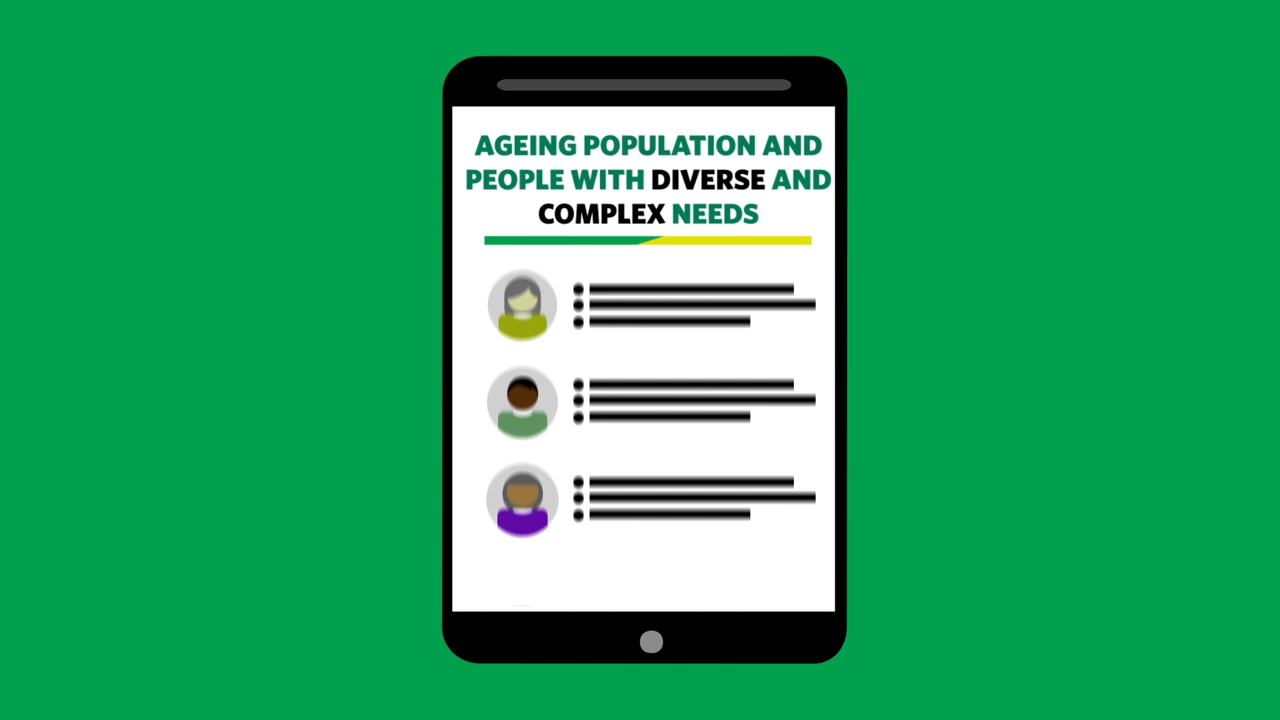 AGEING POPULATION AND
PEOPLE WITH DIVERSE AND
COMPLEX NEEDS